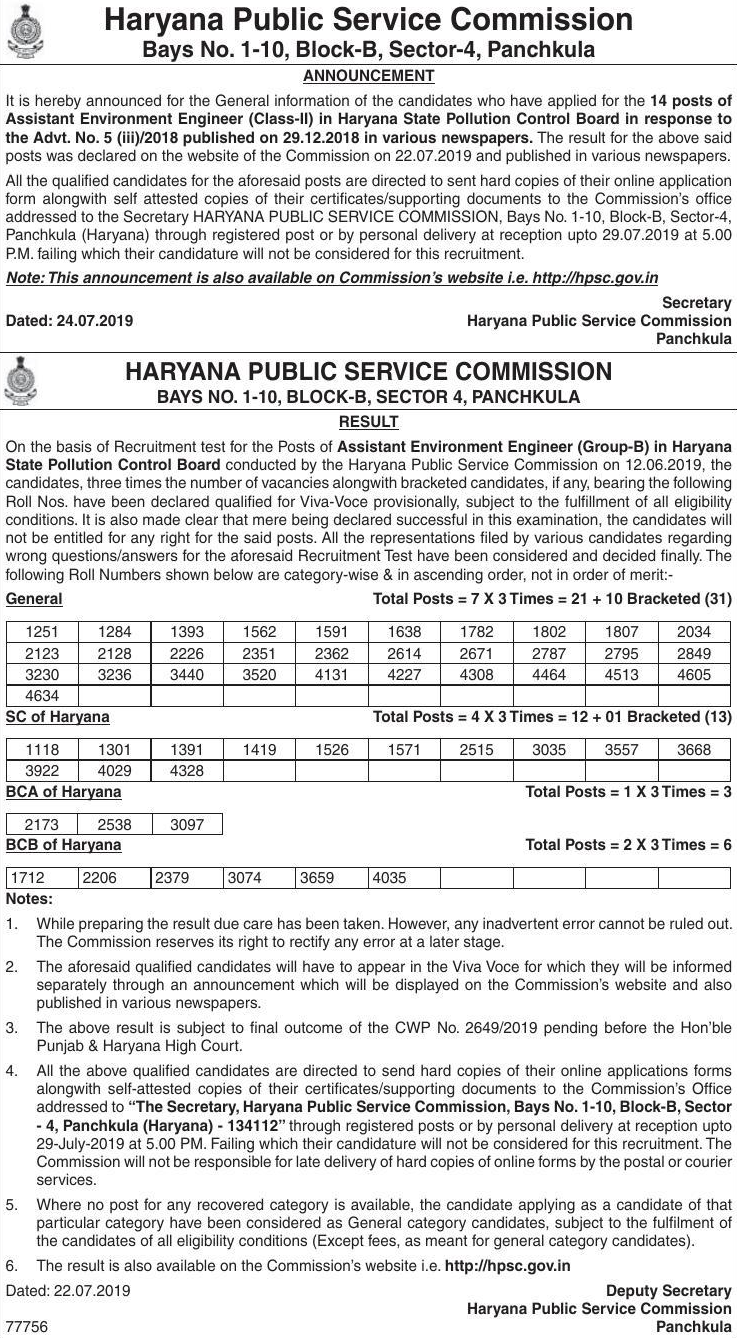 Haryana Public Service Commission
Bays No. 1-10, Block-B, Sector-4, Panchkula
ANNOUNCEMENT
It is hereby announced for the General information of the candidates who have applied for the 14 posts of
Assistant Environment Engineer (Class-II) in Haryana State Pollution Control Board in response to
the Advt. No. 5 (iii)/2018 published on 29.12.2018 in various newspapers. The result for the above said
posts was declared on the website of the Commission on 22.07.2019 and published in various newspapers.
All the qualified candidates for the aforesaid posts are directed to sent hard copies of their online application
form alongwith self attested copies of their certificates/supporting documents to the Commission's office
addressed to the Secretary HARYANA PUBLIC SERVICE COMMISSION, Bays No. 1-10, Block-B, Sector-4,
Panchkula (Haryana) through registered post or by personal delivery at reception upto 29.07.2019 at 5.00
P.M. failing which their candidature will not be considered for this recruitment.
Note: This announcement is also available on Commission's website i.e. http://hpsc.gov.in
Secretary
Dated: 24.07.2019 Haryana Public Service Commission
Panchkula
HARYANA PUBLIC SERVICE COMMISSION
BAYS NO. 1-10, BLOCK-B, SECTOR 4, PANCHKULA
RESULT
On the basis of Recruitment test for the Posts of Assistant Environment Engineer (Group-B) in Haryana
State Pollution Control Board conducted by the Haryana Public Service Commission on 12.06.2019, the
candidates, three times the number of vacancies alongwith bracketed candidates, if any, bearing the following
Roll Nos. have been declared qualified for Viva-Voce provisionally, subject to the fulfillment of all eligibility
conditions. It is also made clear that mere being declared successful in this examination, the candidates will
not be entitled for any right for the said posts. All the representations filed by various candidates regarding
wrong questions/answers for the aforesaid Recruitment Test have been considered and decided finally. The
following Roll Numbers shown below are category-wise & in ascending order, not in order of merit:-
General Total Posts = 7 X 3 Times = 21 + 10 Bracketed (31)
1251 1284 1393 1562 1591 1638 1782 1802 1807 2034
2123 2128 2226 2351 2362 2614 2671 2787 2795 2849
3230 3236 3440 3520 4131 4227 4308 4464 4513 4605
4634
SC of Haryana Total Posts = 4 X 3 Times = 12 + 01 Bracketed (13)
1118 1301 1391 1419 1526 1571 2515 3035 3557 3668
3922 4029 4328
BCA of Haryana Total Posts = 1 X 3 Times = 3
2173 2538 3097
BCB of Haryana Total Posts = 2 X 3 Times = 6
1712 2206 2379 3074 3659 4035
Notes:
1. While preparing the result due care has been taken. However, any inadvertent error cannot be ruled out.
The Commission reserves its right to rectify any error at a later stage.
2. The aforesaid qualified candidates will have to appear in the Viva Voce for which they will be informed
separately through an announcement which will be displayed on the Commission's website and also
published in various newspapers.
3. The above result is subject to final outcome of the CWP No. 2649/2019 pending before the Hon'ble
Punjab & Haryana High Court.
4. All the above qualified candidates are directed to send hard copies of their online applications forms
alongwith self-attested copies of their certificates/supporting documents to the Commission's Office
addressed to "The Secretary, Haryana Public Service Commission, Bays No. 1-10, Block-B, Sector
- 4, Panchkula (Haryana) - 134112" through registered posts or by personal delivery at reception upto
29-July-2019 at 5.00 PM. Failing which their candidature will not be considered for this recruitment. The
Commission will not be responsible for late delivery of hard copies of online forms by the postal or courier
services.
5. Where no post for any recovered category is available, the candidate applying as a candidate of that
particular category have been considered as General category candidates, subject to the fulfilment of
the candidates of all eligibility conditions (Except fees, as meant for general category candidates).
6. The result is also available on the Commission's website i.e. http://hpsc.gov.in
Dated: 22.07.2019 Deputy Secretary
Haryana Public Service Commission
77756 Panchkula